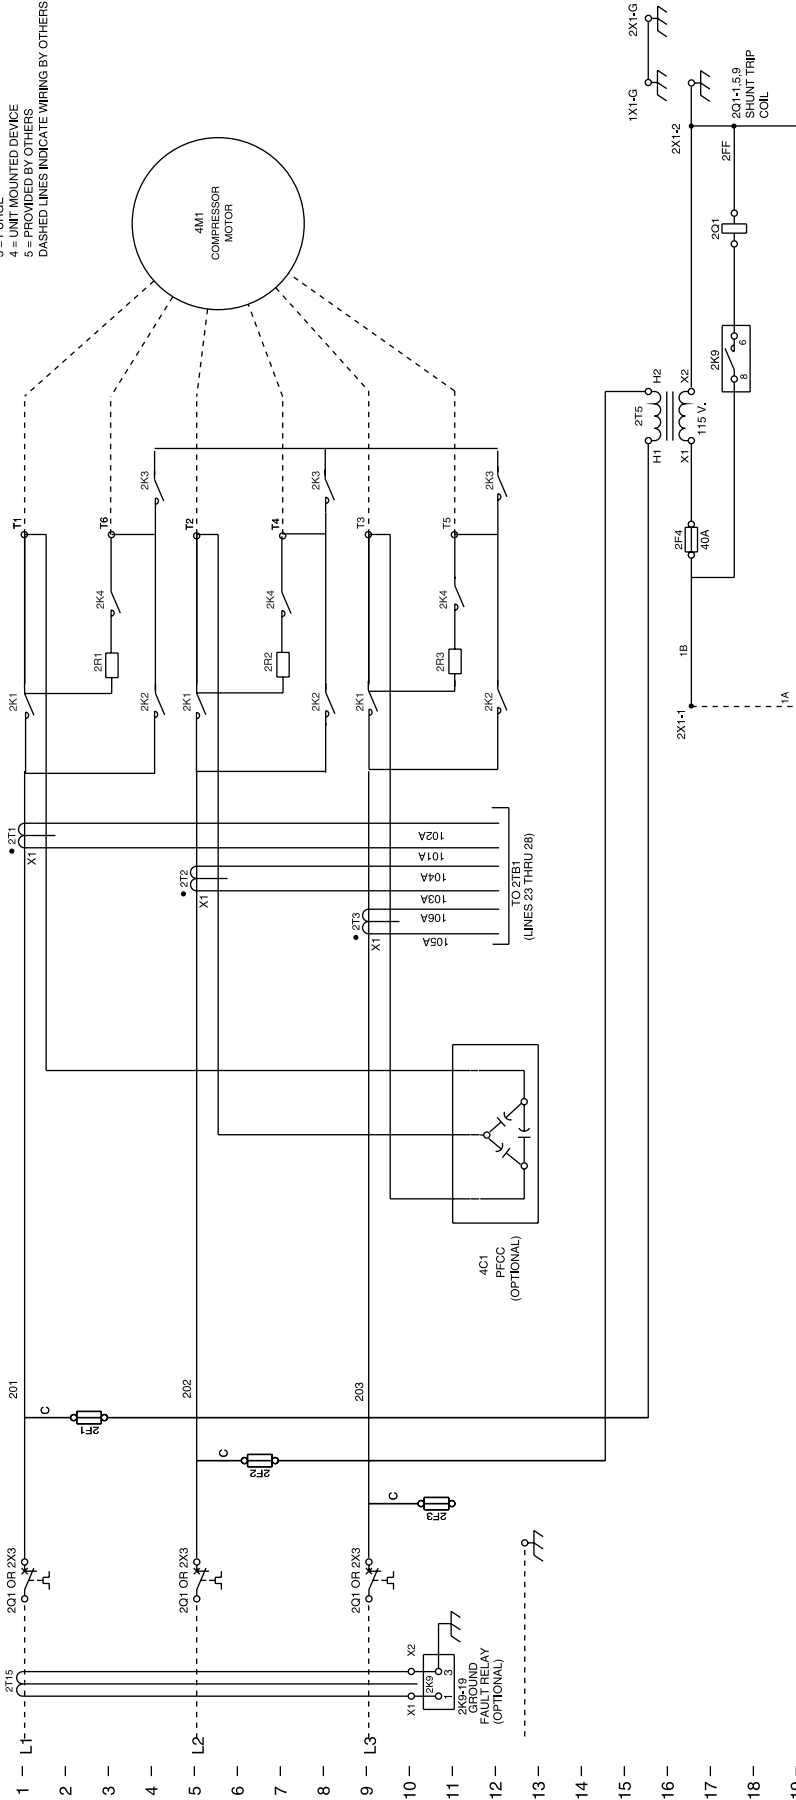 4 = UNIT MOUNTED DEVICE
5 = PROVIDED BY OTHERS
DASHED LINES INDICATE WIRING BY OTHERS
1
L1
2T15
2Q1 OR 2X3
C
2F1
201
X1
2T1
2K1
T1
2
3
2R1
2K4
T6
4
2K2
2K3
4M1
COMPRESSOR
MOTOR
5
L2
2Q1 OR 2X3
C
2F2
202
X1
2T2
2K1
T2
6
7
2R2
2K4
T4
8
2K2
2K3
9
L3
2Q1 OR 2X3
C
2F3
203
X1
2T3
2K1
T3
10
X1
X2
102A
101A
104A
103A
106A
105A
11
1
2K9
3
2K9-19
GROUND
FAULT RELAY
(OPTIONAL)
4C1
PFCC
(OPTIONAL)
2R3
2K4
T5
12
2K2
2K3
TO 2TB1
(LINES 23 THRU 28)
13
14
15
16
H1
2T5
H2
1X1-G
2X1-G
17
2X1-1
1B
2F4
40A
X1
115 V.
X2
2X1-2
18
2K9
8
6
2Q1
2FF
2Q1-1,5,9
SHUNT TRIP
COIL
1A
19